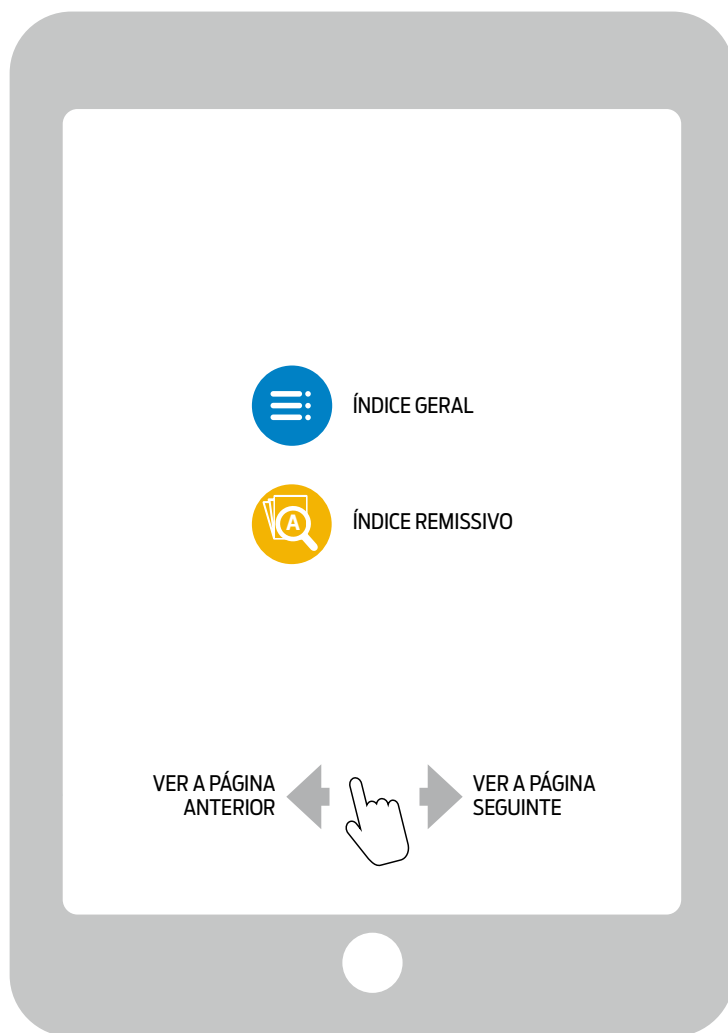 ÍNDICE GERAL
A
ÍNDICE REMISSIVO
VER A PÁGINA
ANTERIOR
VER A PÁGINA
SEGUINTE